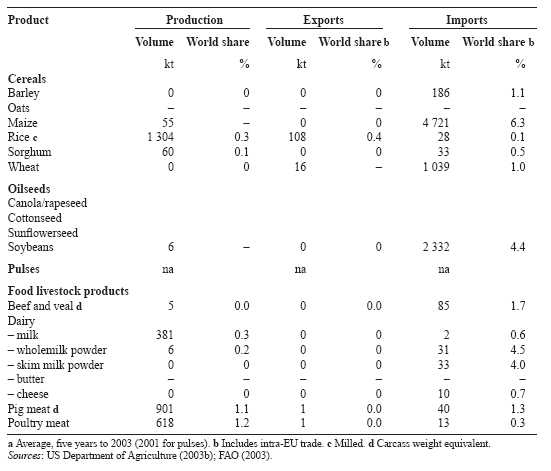 Product Production Exports Imports
Volume World share Volume World share b Volume World share b
kt % kt % kt %
Cereals
Barley 0 0 0 0 186 1.1
Oats – – – – – –
Maize 55 – 0 0 4 721 6.3
Rice c 1 304 0.3 108 0.4 28 0.1
Sorghum 60 0.1 0 0 33 0.5
Wheat 0 0 16 – 1 039 1.0
Oilseeds
Canola/rapeseed
Cottonseed
Sunflowerseed
Soybeans 6 – 0 0 2 332 4.4
Pulses na na na
Food livestock products
Beef and veal d 5 0.0 0 0.0 85 1.7
Dairy
– milk 381 0.3 0 0 2 0.6
– wholemilk powder 6 0.2 0 0 31 4.5
– skim milk powder 0 0 0 0 33 4.0
– butter – – – – – –
– cheese 0 0 0 0 10 0.7
Pig meat d 901 1.1 1 0.0 40 1.3
Poultry meat 618 1.2 1 0.0 13 0.3
a Average, five years to 2003 (2001 for pulses). b Includes intra-EU trade. c Milled. d Carcass weight equivalent.
Sources: US Department of Agriculture (2003b); FAO (2003).